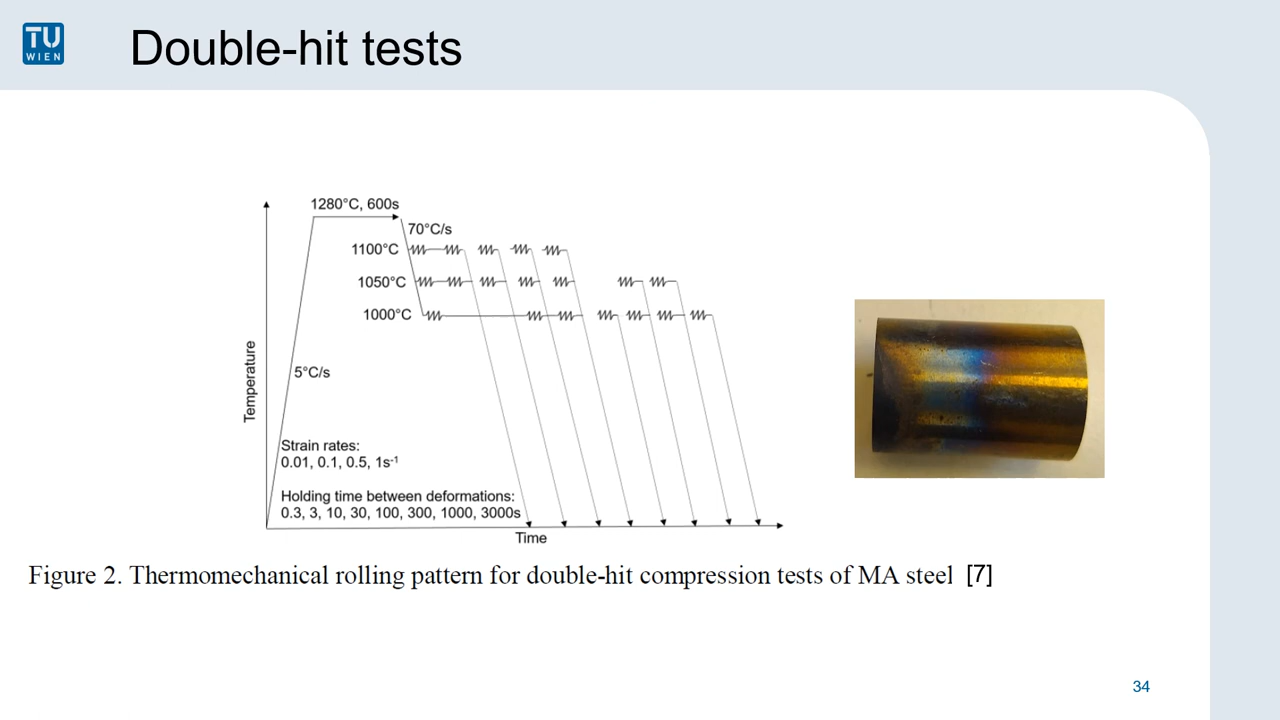 TU
WIEN
Double-hit tests
1280°C, 600s
70°C/s
1100°C
1050°C
1000°C
Temperature
5°C/s
Strain rates:
0.01, 0.1, 0.5, 1s-1
Holding time between deformations:
0.3, 3, 10, 30, 100, 300, 1000, 3000s
Time
Figure 2. Thermomechanical rolling pattern for double-hit compression tests of MA steel [7]
34